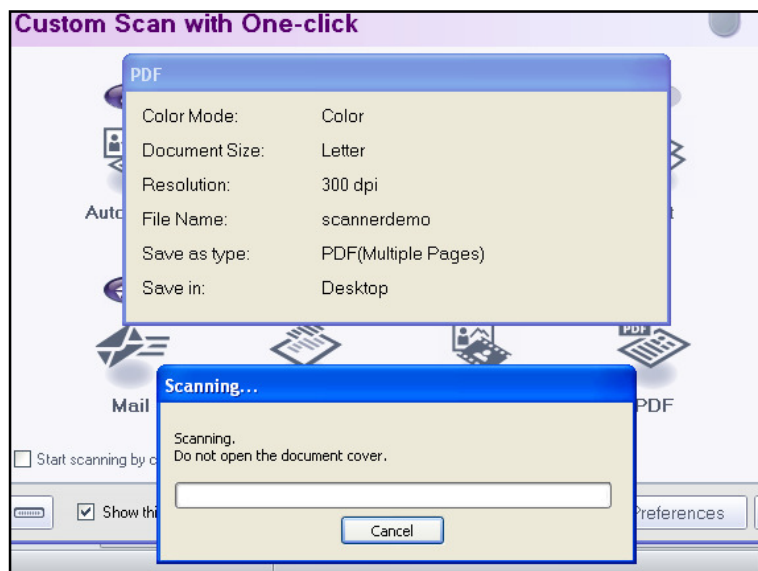 Custom Scan with One-click
PDF
Color Mode: Color
Document Size: Letter
Resolution: 300 dpi
File Name: scannerdemo
Save as type: PDF(Multiple Pages)
Save in: Desktop
PDF
Mail
PDF
Scanning...
Scanning.
Do not open the document cover.
Start scanning by
Show
Preferences
Cancel